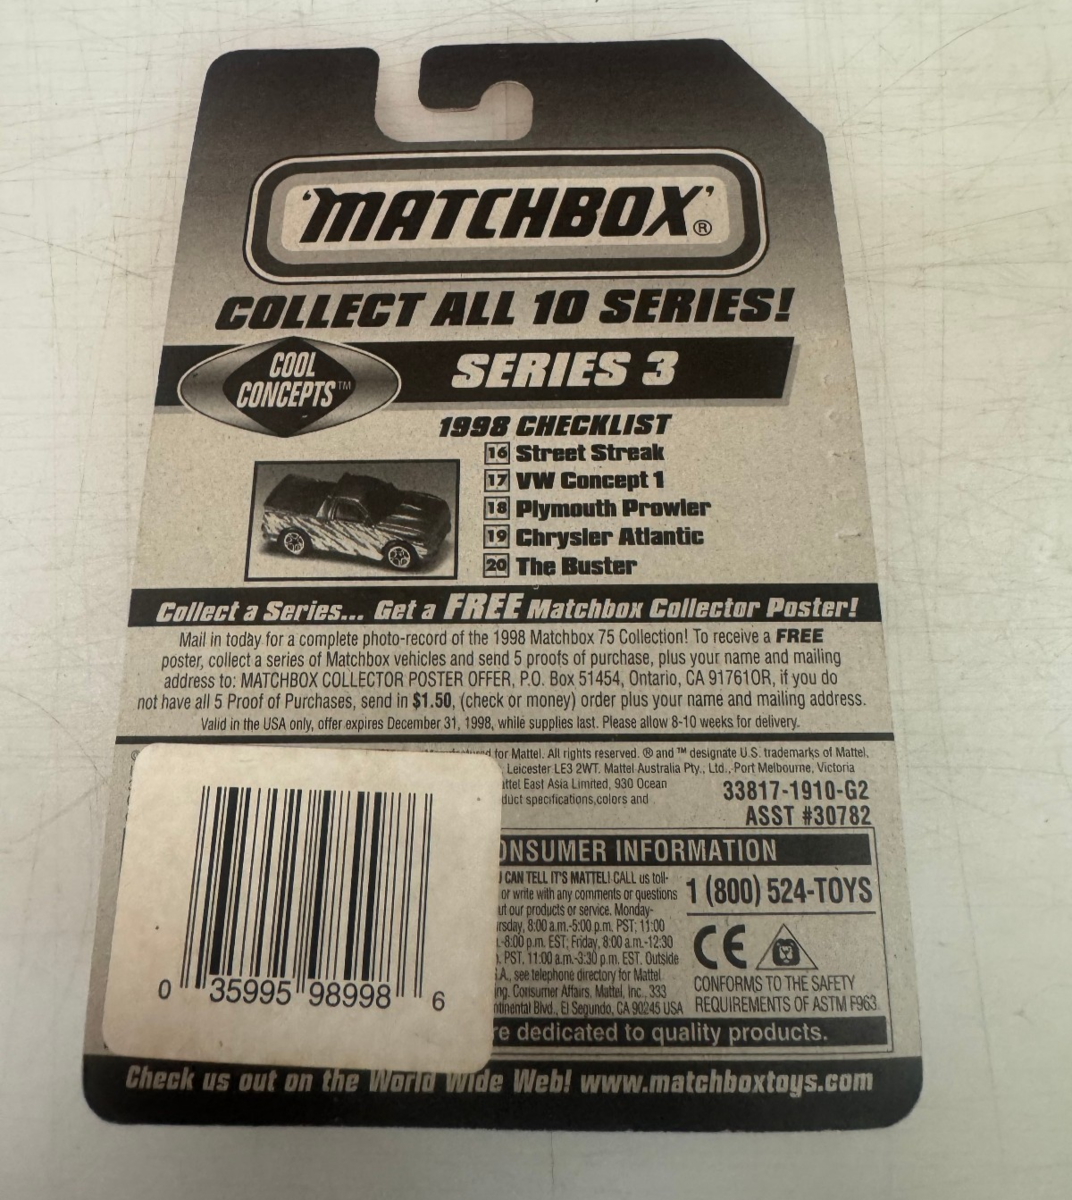 'MATCHBOX'®
COLLECT ALL 10 SERIES!
COOL
CONCEPTS™
SERIES 3
1998 CHECKLIST
16 Street Streak
17 VW Concept 1
18 Plymouth Prowler
19 Chrysler Atlantic
20 The Buster
Collect a Series... Get a FREE Matchbox Collector Poster!
Mail in today for a complete photo-record of the 1998 Matchbox 75 Collection! To receive a FREE
poster, collect a series of Matchbox vehicles and send 5 proofs of purchase, plus your name and mailing
address to: MATCHBOX COLLECTOR POSTER OFFER, P.O. Box 51454, Ontario, CA 91761OR, if you do
not have all 5 Proof of Purchases, send in $1.50, (check or money) order plus your name and mailing address.
Valid in the USA only, offer expires December 31, 1998, while supplies last. Please allow 8-10 weeks for delivery.
for Mattel. All rights reserved. ® and ™ designate U.S. trademarks of Mattel,
Leicester LE3 2WT. Mattel Australia Pty., Ltd., Port Melbourne, Victoria
ttel East Asia Limited, 930 Ocean
duct specifications,colors and
33817-1910-G2
ASST #30782
ONSUMER INFORMATION
CAN TELL IT'S MATTEL! CALL us toll-
or write with any comments or questions
ut our products or service. Monday-
rsday, 8:00 a.m.-5:00 p.m. PST; 11:00
.-8:00 p.m. EST; Friday, 8:00 a.m.-12:30
. PST. 11:00 a.m.-3:30 p.m. EST. Outside
.A., see telephone directory for Mattel
ing. Consumer Affairs, Mattel, Inc., 333
ntinental Blvd., El Segundo, CA 90245 USA
1 (800) 524-TOYS
CE
CONFORMS TO THE SAFETY
REQUIREMENTS OF ASTM F963.
re dedicated to quality products.
0 35995 98998 6
Check us out on the World Wide Web! www.matchboxtoys.com